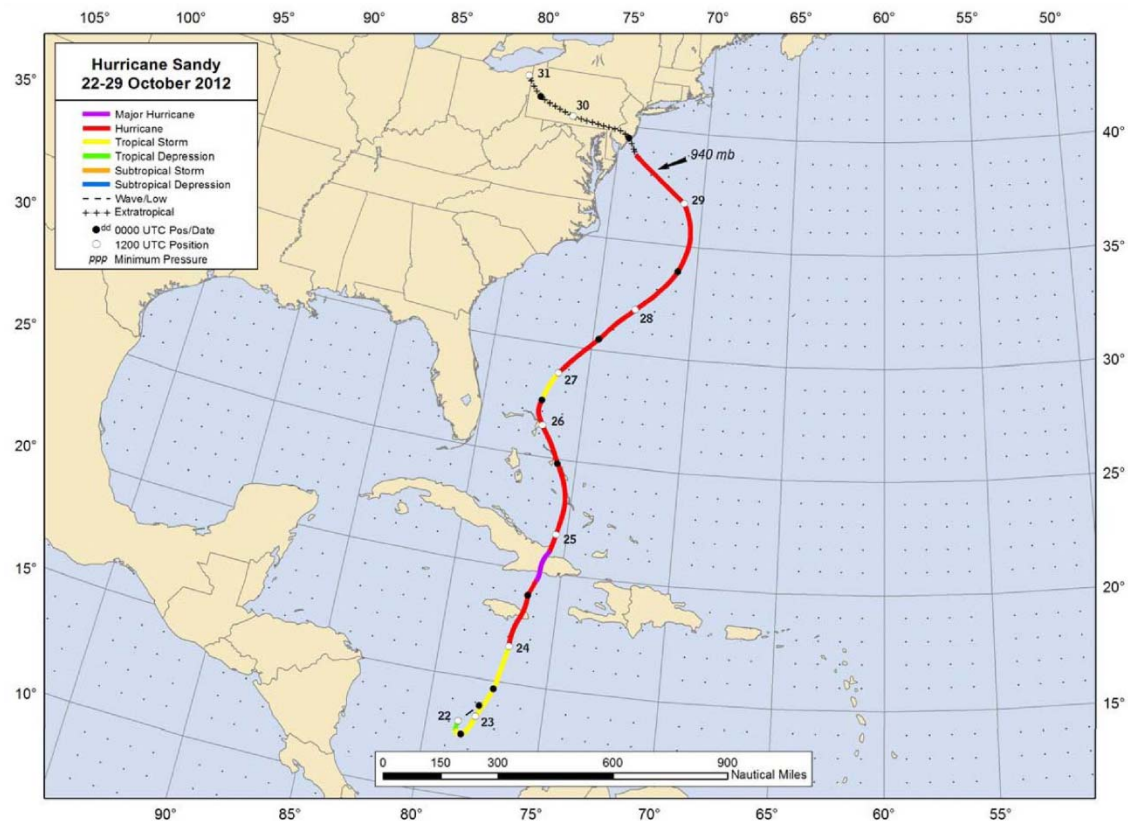 105° 100° 95° 90° 85° 80° 75° 70° 65° 60° 55° 50°
Hurricane Sandy
22-29 October 2012
Major Hurricane
Hurricane
Tropical Storm
Tropical Depression
Subtropical Storm
Subtropical Depression
Wave/Low
Extratropical
dd 0000 UTC Pos/Date
1200 UTC Position
PPP Minimum Pressure
35°
30°
25°
20°
15°
10°
31
30
940 mb
29
28
27
26
25
24
22
23
40°
35°
30°
25°
20°
15°
0 150 300 600 900
Nautical Miles
90° 85° 80° 75° 70° 65° 60° 55°